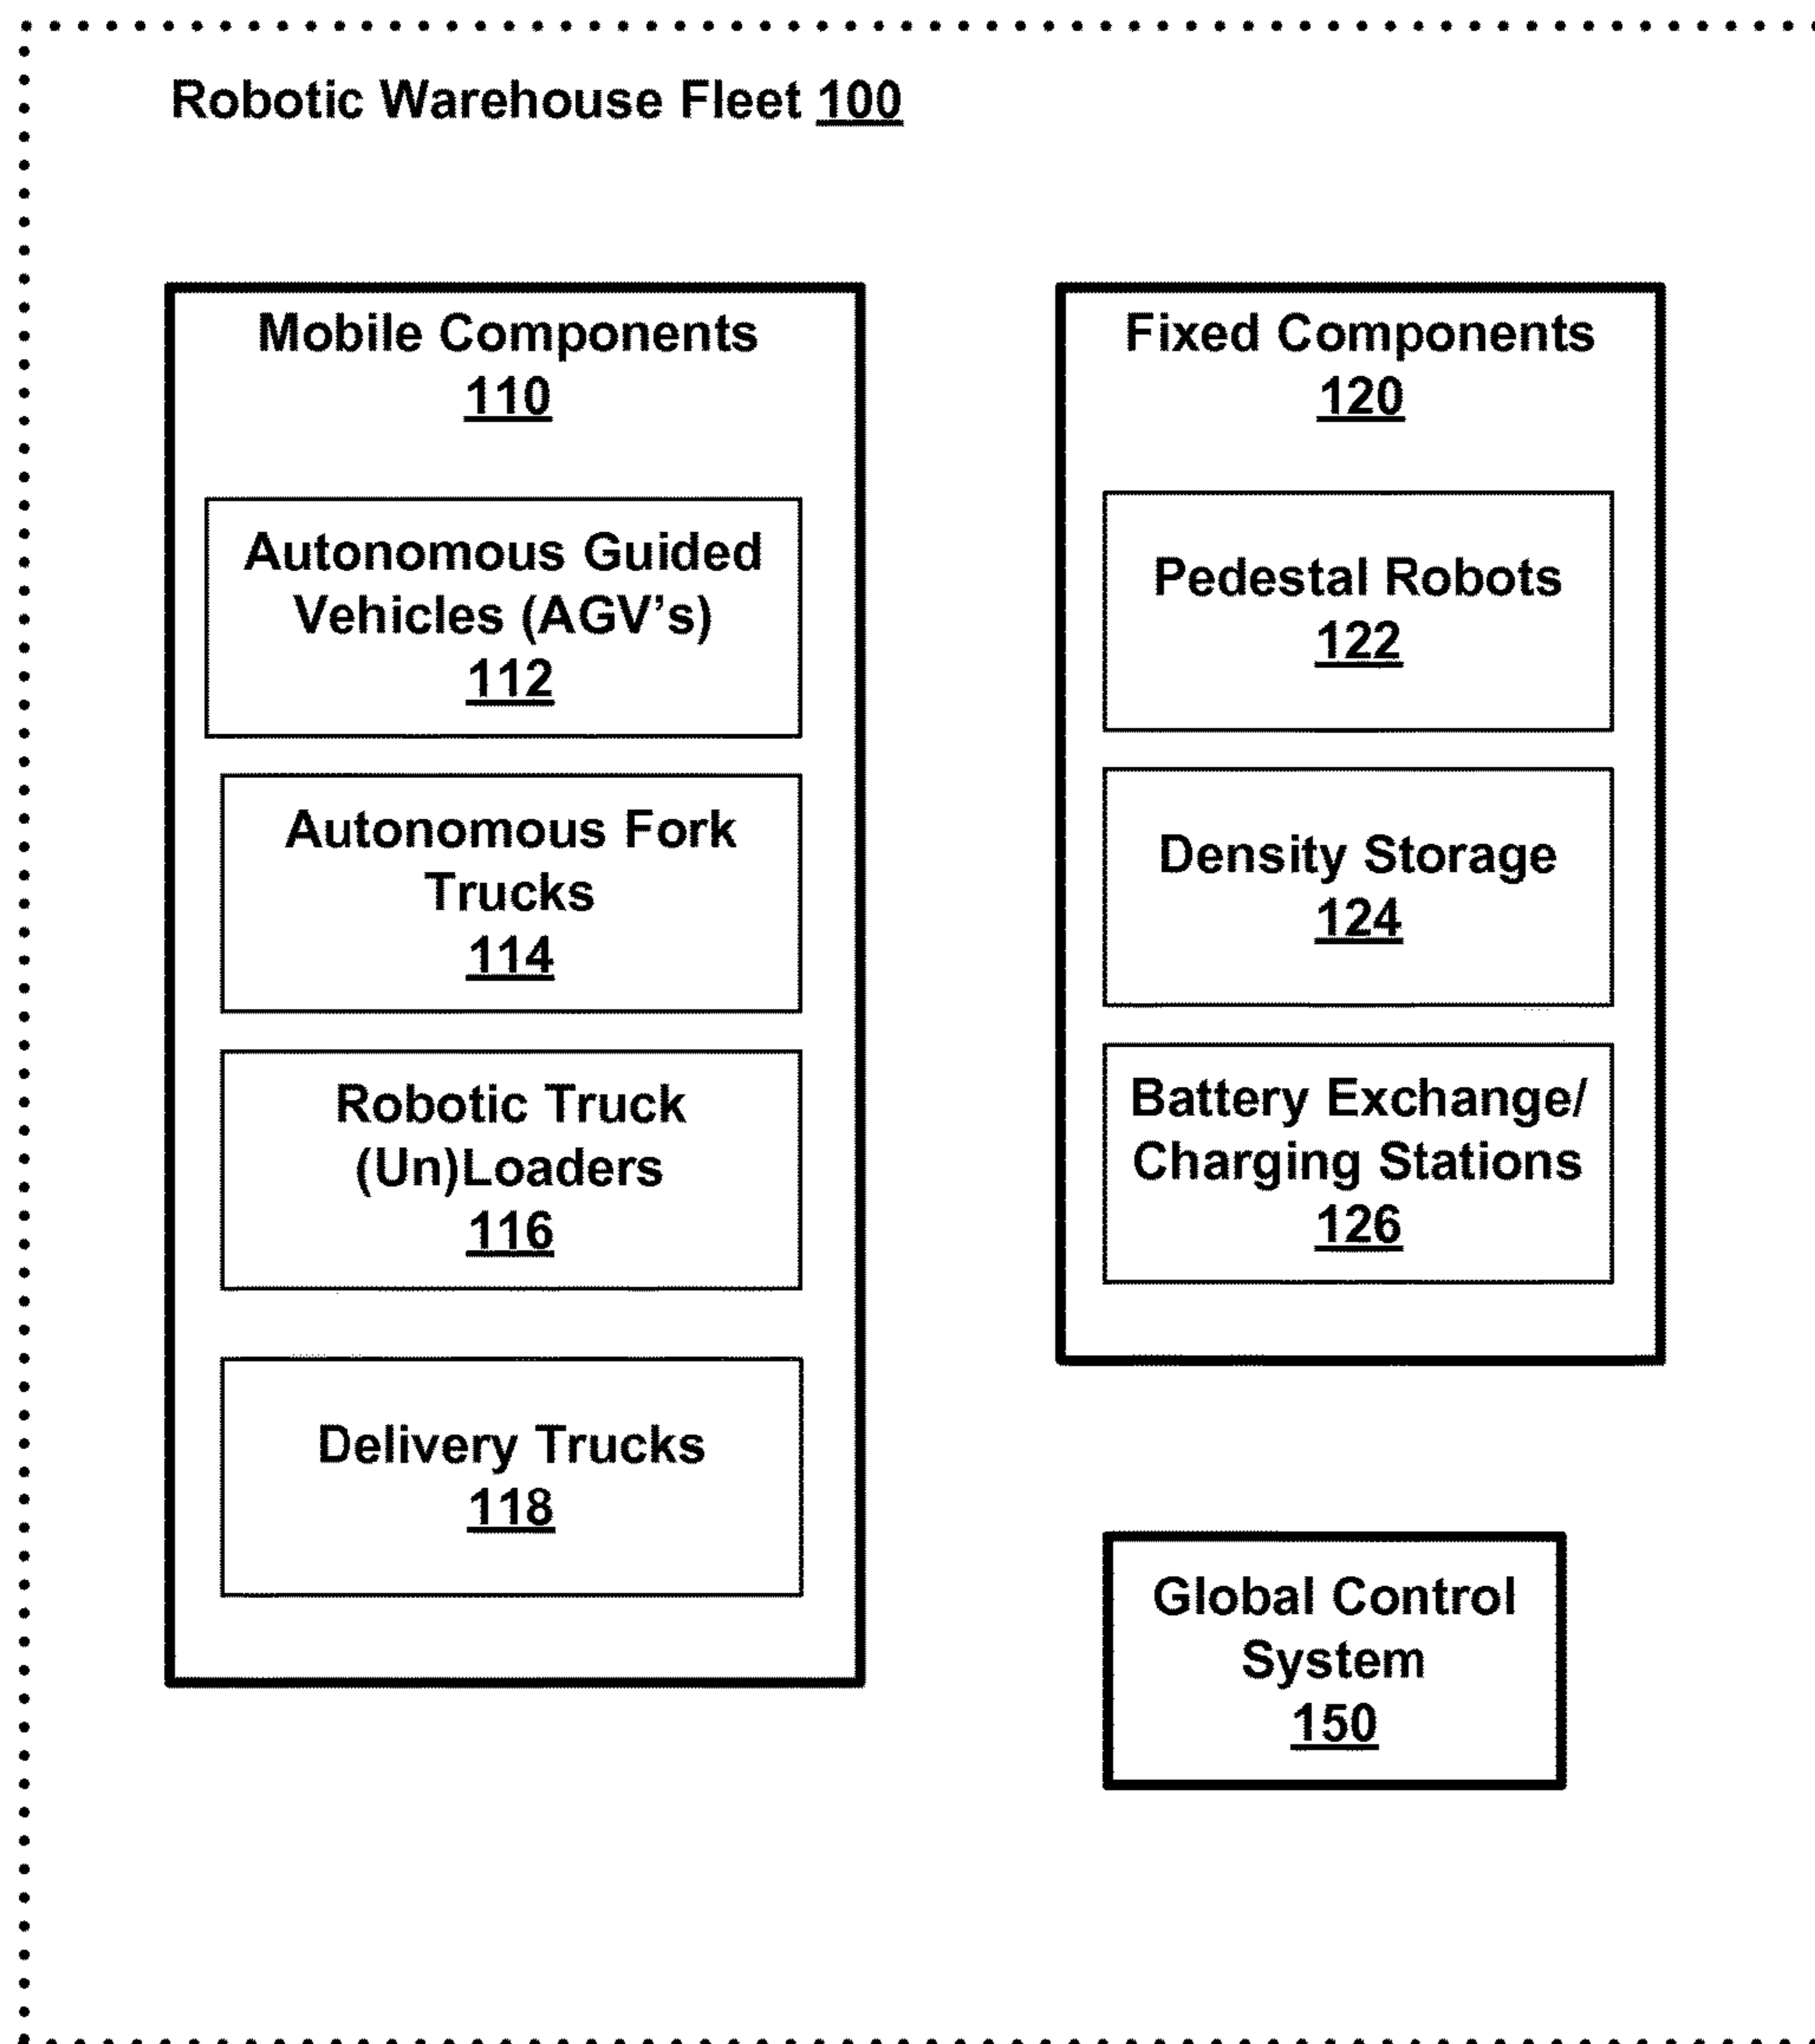 Robotic Warehouse Fleet 100
Mobile Components
110
Autonomous Guided
Vehicles (AGV’s)
112
Autonomous Fork
Trucks
114
Robotic Truck
(Un)Loaders
116
Delivery Trucks
118
Fixed Components
120
Pedestal Robots
122
Density Storage
124
Battery Exchange/
Charging Stations
126
Global Control
System
150